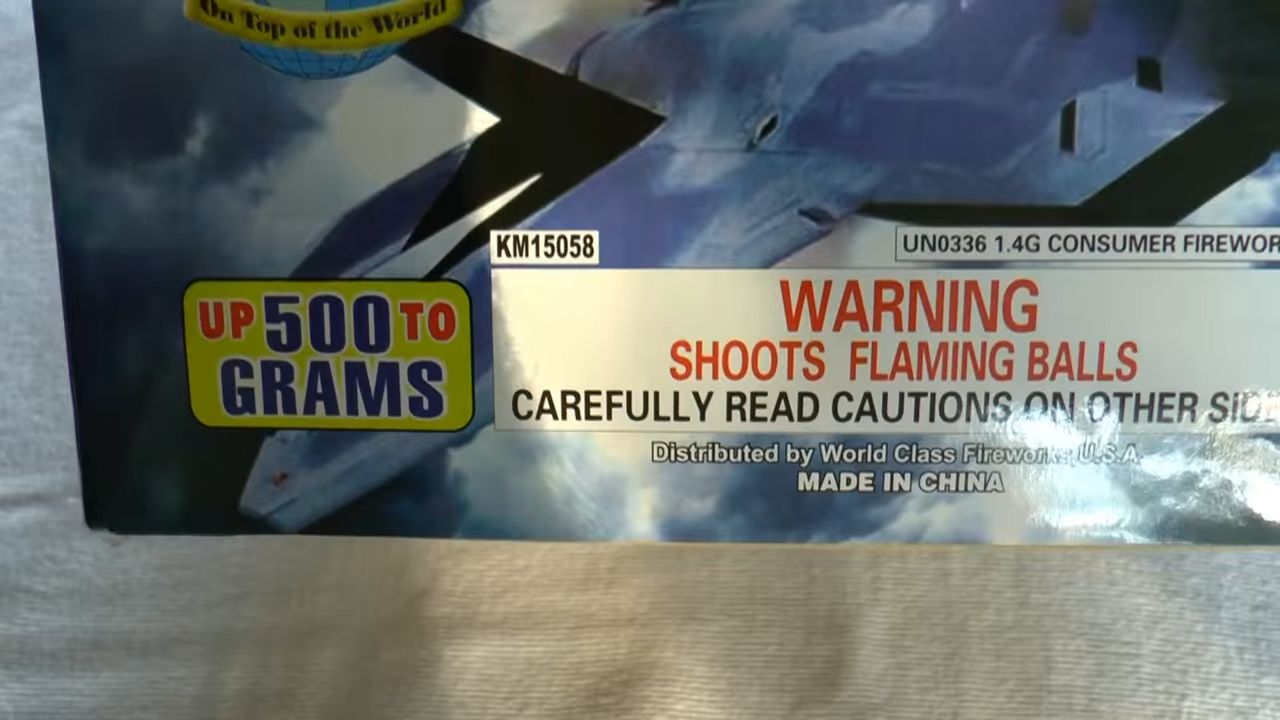 On Top of the World
KM15058
UN0336 1.4G CONSUMER FIREWOR
UP 500 TO
GRAMS
WARNING
SHOOTS FLAMING BALLS
CAREFULLY READ CAUTIONS ON OTHER SIDE
Distributed by World Class Fireworks U.S.A.
MADE IN CHINA